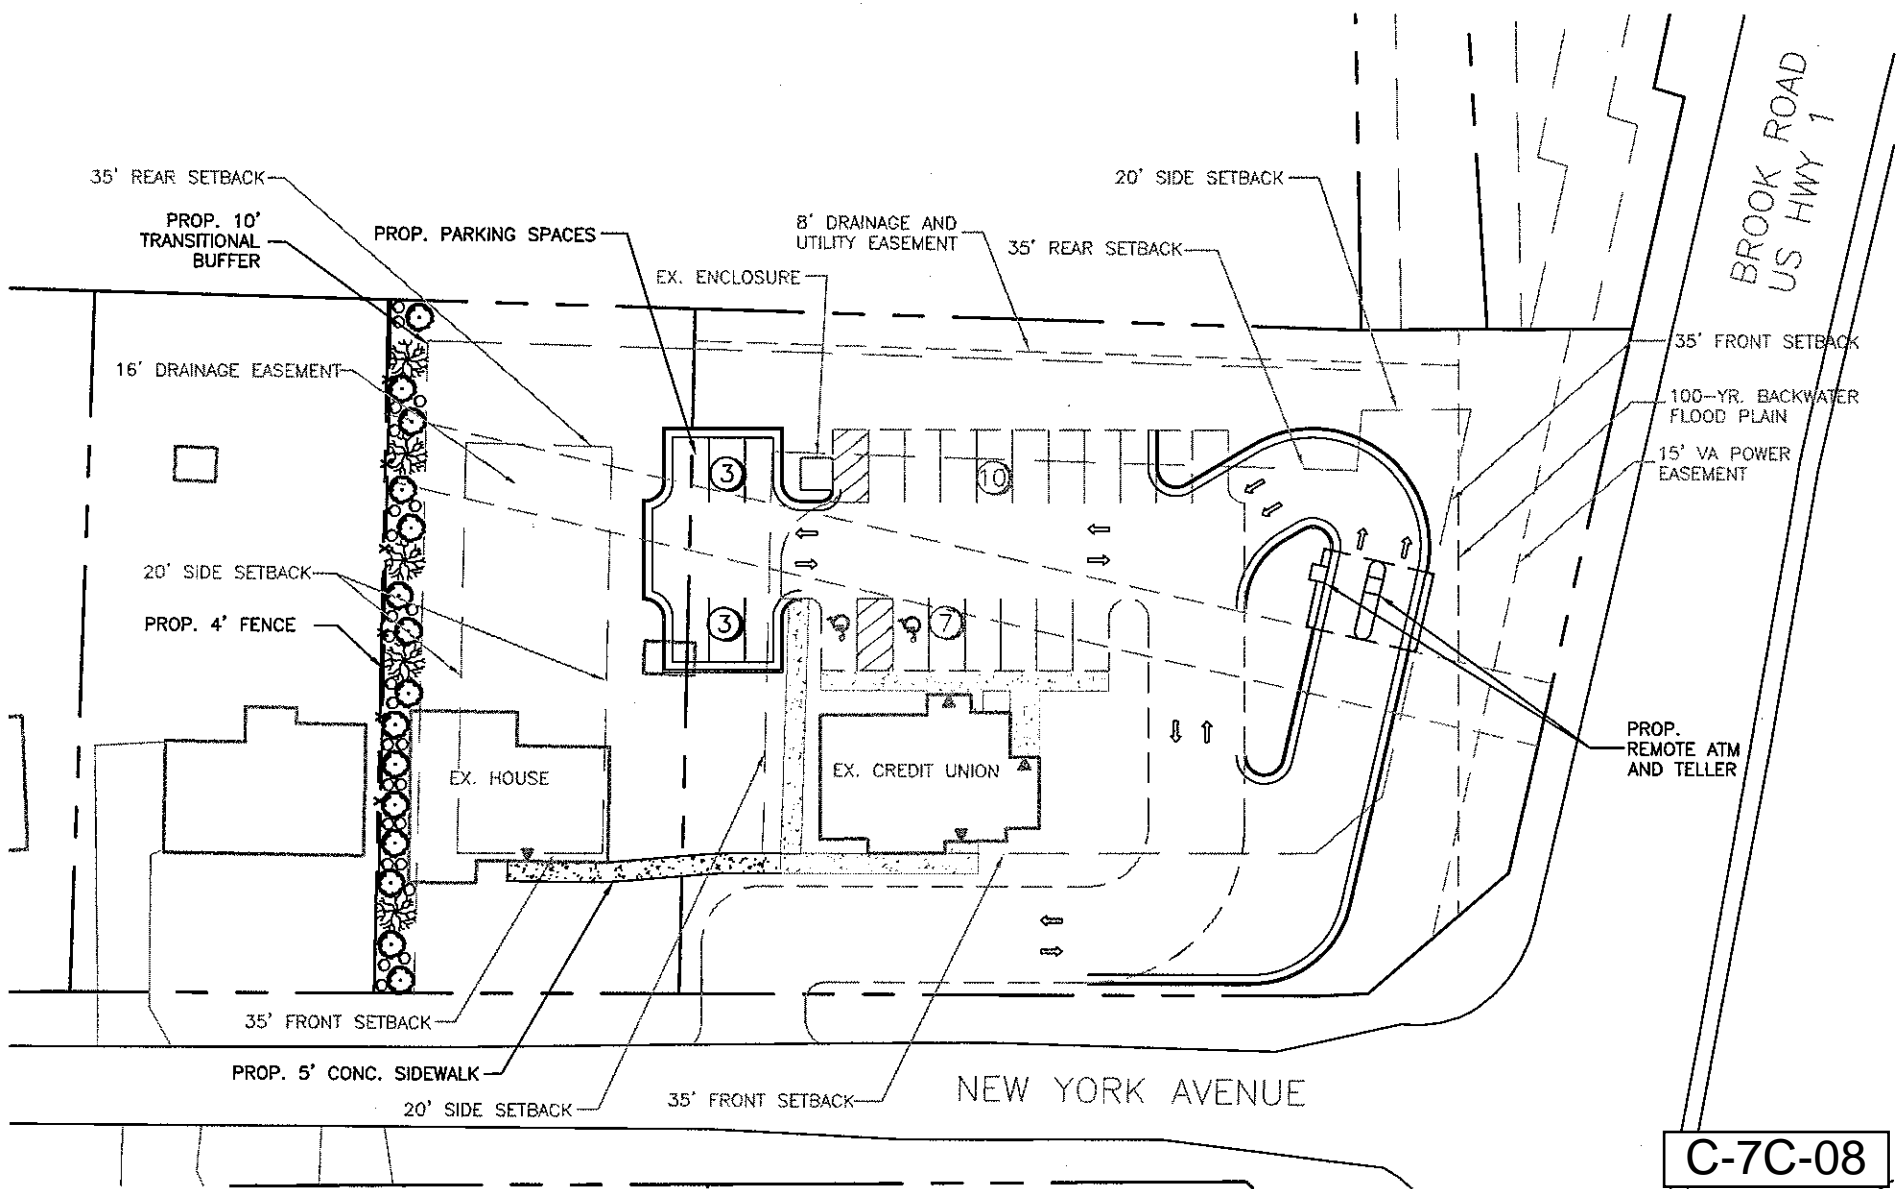 BROOK ROAD
US HWY 1
35' REAR SETBACK
20' SIDE SETBACK
PROP. 10'
TRANSITIONAL
BUFFER
PROP. PARKING SPACES
8' DRAINAGE AND
UTILITY EASEMENT
35' REAR SETBACK
EX. ENCLOSURE
35' FRONT SETBACK
16' DRAINAGE EASEMENT
100-YR. BACKWATER
FLOOD PLAIN
15' VA POWER
EASEMENT
3
10
20' SIDE SETBACK
PROP. 4' FENCE
3
7
PROP.
REMOTE ATM
AND TELLER
EX. HOUSE
EX. CREDIT UNION
35' FRONT SETBACK
PROP. 5' CONC. SIDEWALK
20' SIDE SETBACK
35' FRONT SETBACK
NEW YORK AVENUE
C-7C-08